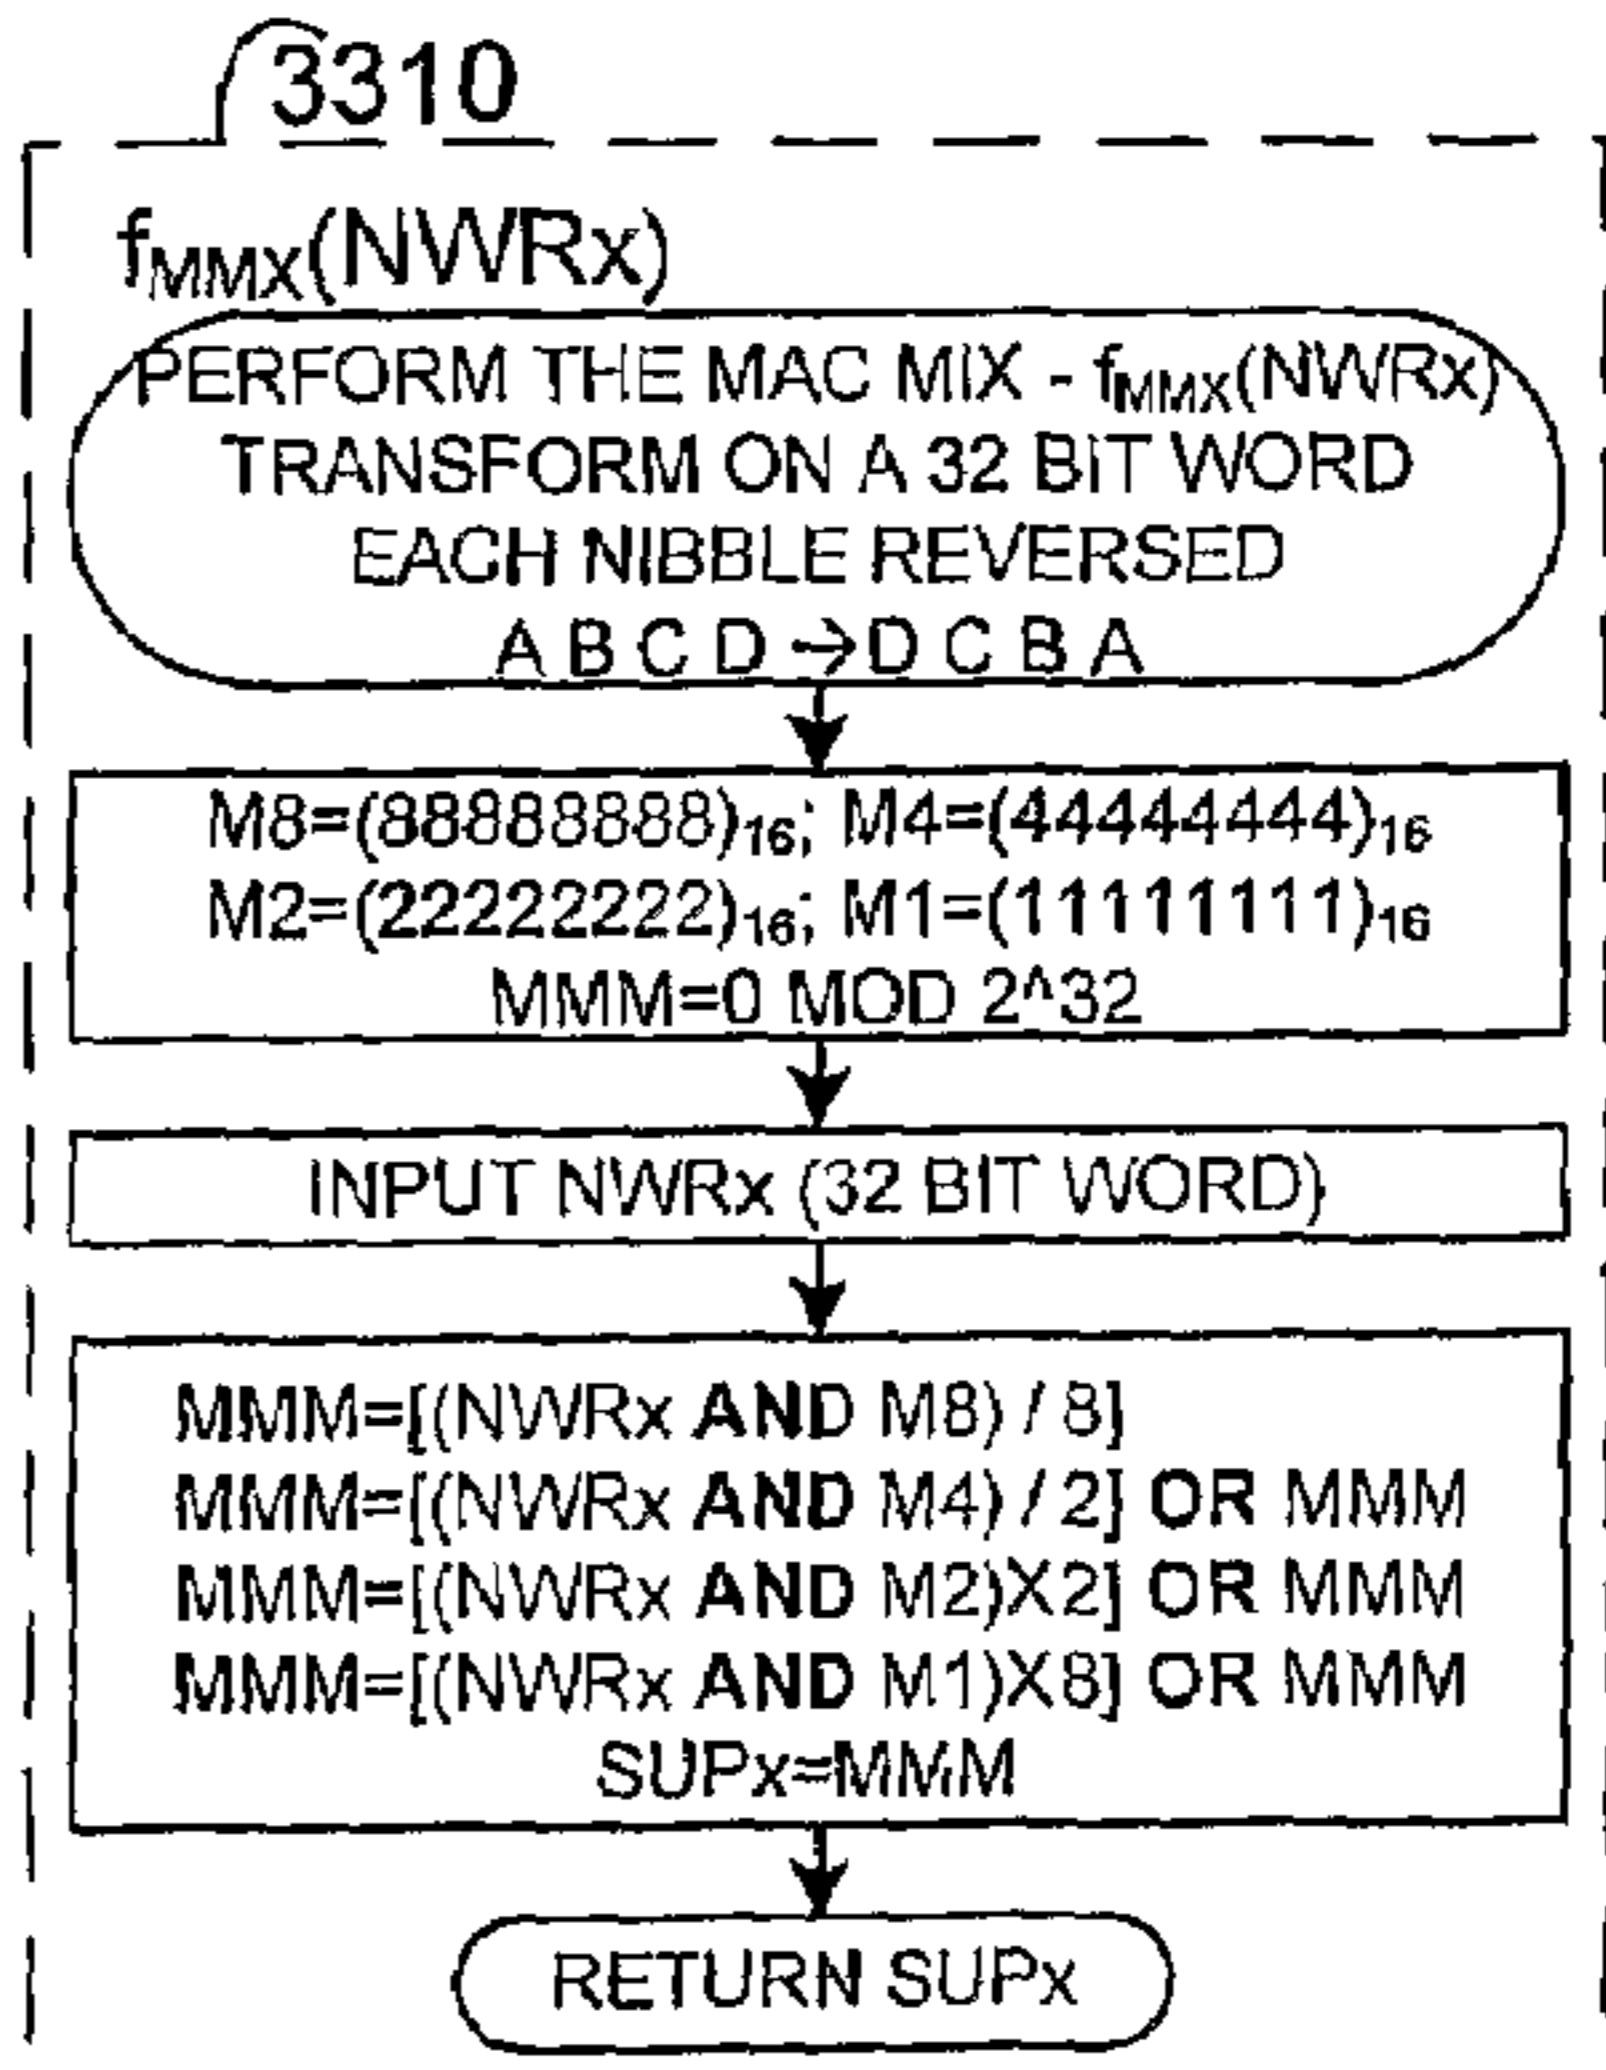 3310
fMMX(NWRx)
PERFORM THE MAC MIX - fMMX(NWRx)
TRANSFORM ON A 32 BIT WORD
EACH NIBBLE REVERSED
A B C D → D C B A
M8=(88888888)16; M4=(44444444)16
M2=(22222222)16; M1=(11111111)16
MMM=0 MOD 2^32
INPUT NWRx (32 BIT WORD)
MMM=[(NWRx AND M8) / 8]
MMM=[(NWRx AND M4) / 2] OR MMM
MMM=[(NWRx AND M2)X2] OR MMM
MMM=[(NWRx AND M1)X8] OR MMM
SUPx=MMM
RETURN SUPx